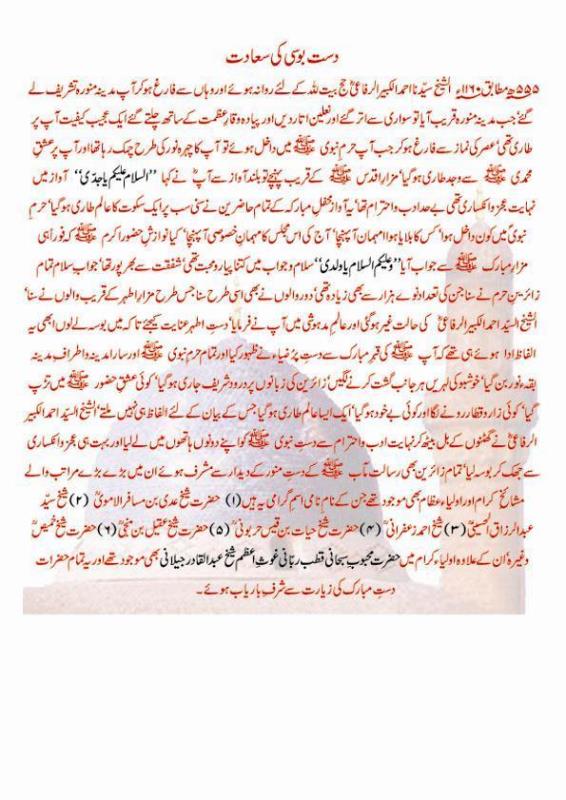 دست بوسی کی سعادت
۵۵۵ھ مطابق ۱۱۶۰ء الشیخ سیّدنا احمد الکبیر الرفاعیؒ حج بیت اللہ کے لئے روانہ ہوئے اور وہاں سے فارغ ہو کر آپ مدینہ منورہ تشریف لے
گئے‘ جب مدینہ منورہ قریب آیا تو سواری سے اتر گئے اور نعلین اتار دیں اور پیادہ وقار عظمت کے ساتھ چلتے گئے ایک عجیب کیفیت آپ پر
طاری تھی‘ عصر کی نماز سے فارغ ہو کر جب آپ حرم نبوی ﷺ میں داخل ہوئے تو آپ کا چہرہ نور کی طرح چمک رہا تھا اور آپ پر عشقِ
محمدی ﷺ سے وجد طاری ہو گیا‘ مزار اقدس ﷺ کے قریب پہنچے تو بلند آواز سے آپؒ نے کہا ’’السلام علیکم یا جدّی‘‘ آواز میں
نہایت عجز و انکساری تھی بے حد ادب و احترام تھا‘ یہ آواز محفل مبارکہ کے تمام حاضرین نے سنی سب پر ایک سکوت کا عالم طاری ہو گیا‘ حرم
نبویؐ میں کون داخل ہوا‘ کس کا بلایا ہوا مہمان آ پہنچا‘ آج کی اس مجلس کا مہمان خصوصی آ پہنچا‘ کیا نوازش حضور اکرم ﷺ کہ فوراً ہی
مزار مبارک ﷺ سے جواب آیا ’’وعلیکم السلام یا ولدی‘‘ سلام و جواب میں کتنا پیار و محبت تھی‘ شفقت سے بھرپور تھا‘ جواب سلام تمام
زائرین حرم نے سنا جن کی تعداد نوے ہزار سے بھی زیادہ تھی‘ دور والوں نے بھی اسی طرح سنا جس طرح مزار اطہر کے قریب والوں نے سنا‘
الشیخ السیّد احمد الکبیر الرفاعیؒ کی حالت غیر ہو گئی اور عالم مدہوشی میں آپ نے فرمایا‘ دستِ اطہر عنایت کیجئے تا کہ میں بوسہ لے لوں ابھی یہ
الفاظ ادا ہوئے ہی تھے کہ آپ ﷺ کی قبر مبارک سے دستِ پرُضیاء نے ظہور کیا اور تمام حرم نبوی ﷺ اور سارا مدینہ و اطراف مدینہ
بقعہ نور بن گیا‘ خوشبو کی لہریں ہر جانب گشت کرنے لگیں‘ زائرین کی زبانوں پر درود شریف جاری ہو گیا‘ کوئی عشق حضور ﷺ میں تڑپ
گیا‘ کوئی زار و قطار رونے لگا اور کوئی بے خود ہو گیا‘ ایک ایسا عالم طاری ہو گیا جس کے بیان کے لئے الفاظ ہی نہیں ملتے‘ الشیخ السیّد احمد الکبیر
الرفاعیؒ نے گھٹنوں کے بل بیٹھ کر نہایت ادب و احترام سے دست نبوی ﷺ کو اپنے دونوں ہاتھوں میں لے لیا اور بہت ہی عجز و انکساری
سے جھک کر بوسہ لیا‘ تمام زائرین بھی رسالت مآب ﷺ کے دستِ منور کے دیدار سے مشرف ہوئے ان میں بڑے بڑے مراتب والے
مشائخ کرام اور اولیاء عظام بھی موجود تھے جن کے نام نامی اسم گرامی یہ ہیں (۱) حضرت شیخ عدی بن مسافر الامویؒ (۲) شیخ سیّد
عبدالرزاق الحسینیؒ (۳) شیخ احمد زعفرانیؒ (۴) حضرت شیخ حیات بن قیس حربونیؒ (۵) حضرت شیخ عقیل بن منجیؒ (۶) حضرت شیخ خمیصؒ
وغیرہ‘ ان کے علاوہ اولیاء کرام میں حضرت محبوب سبحانی قطب ربّانی غوثِ اعظم شیخ عبدالقادر جیلانی بھی موجود تھے اور یہ تمام حضرات
دستِ مبارک کی زیارت سے شرف باریاب ہوئے۔